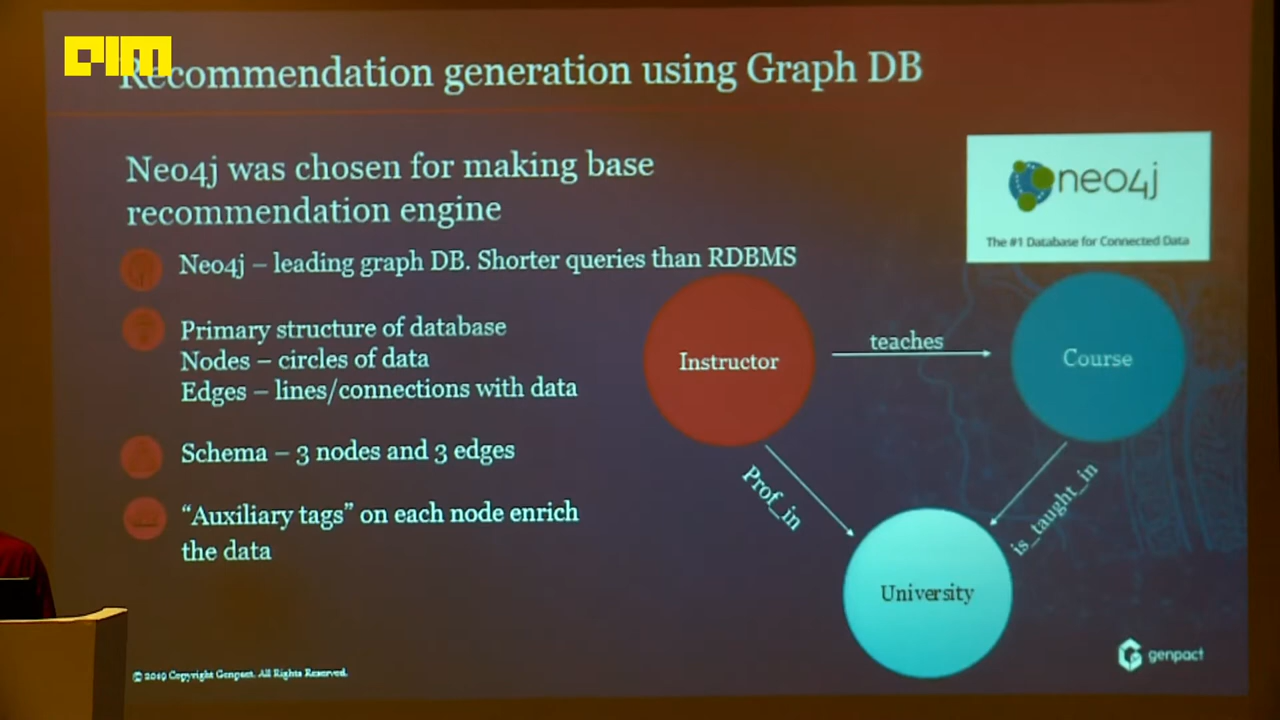 AIM
Recommendation generation using Graph DB
Neo4j was chosen for making base
recommendation engine
neo4j
The #1 Database for Connected Data
Neo4j – leading graph DB. Shorter queries than RDBMS
Primary structure of database
Nodes – circles of data
Edges – lines/connections with data
Schema – 3 nodes and 3 edges
"Auxiliary tags" on each node enrich
the data
Instructor
teaches
Course
Prof_in
is_taught_in
University
© 2019 Copyright Genpact. All Rights Reserved.
genpact